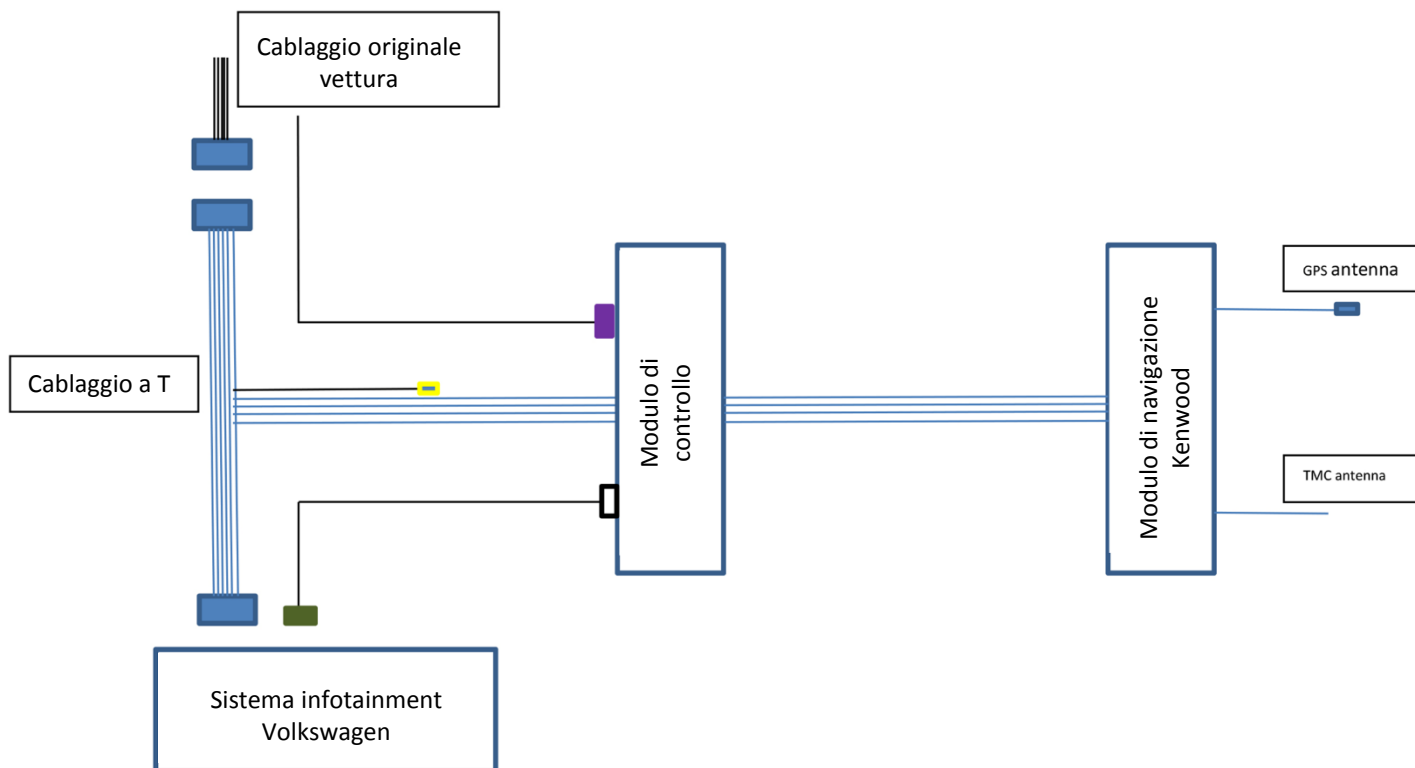 Cablaggio originale
vettura
GPS antenna
Cablaggio a T
Modulo di
controllo
Modulo di navigazione
Kenwood
TMC antenna
Sistema infotainment
Volkswagen